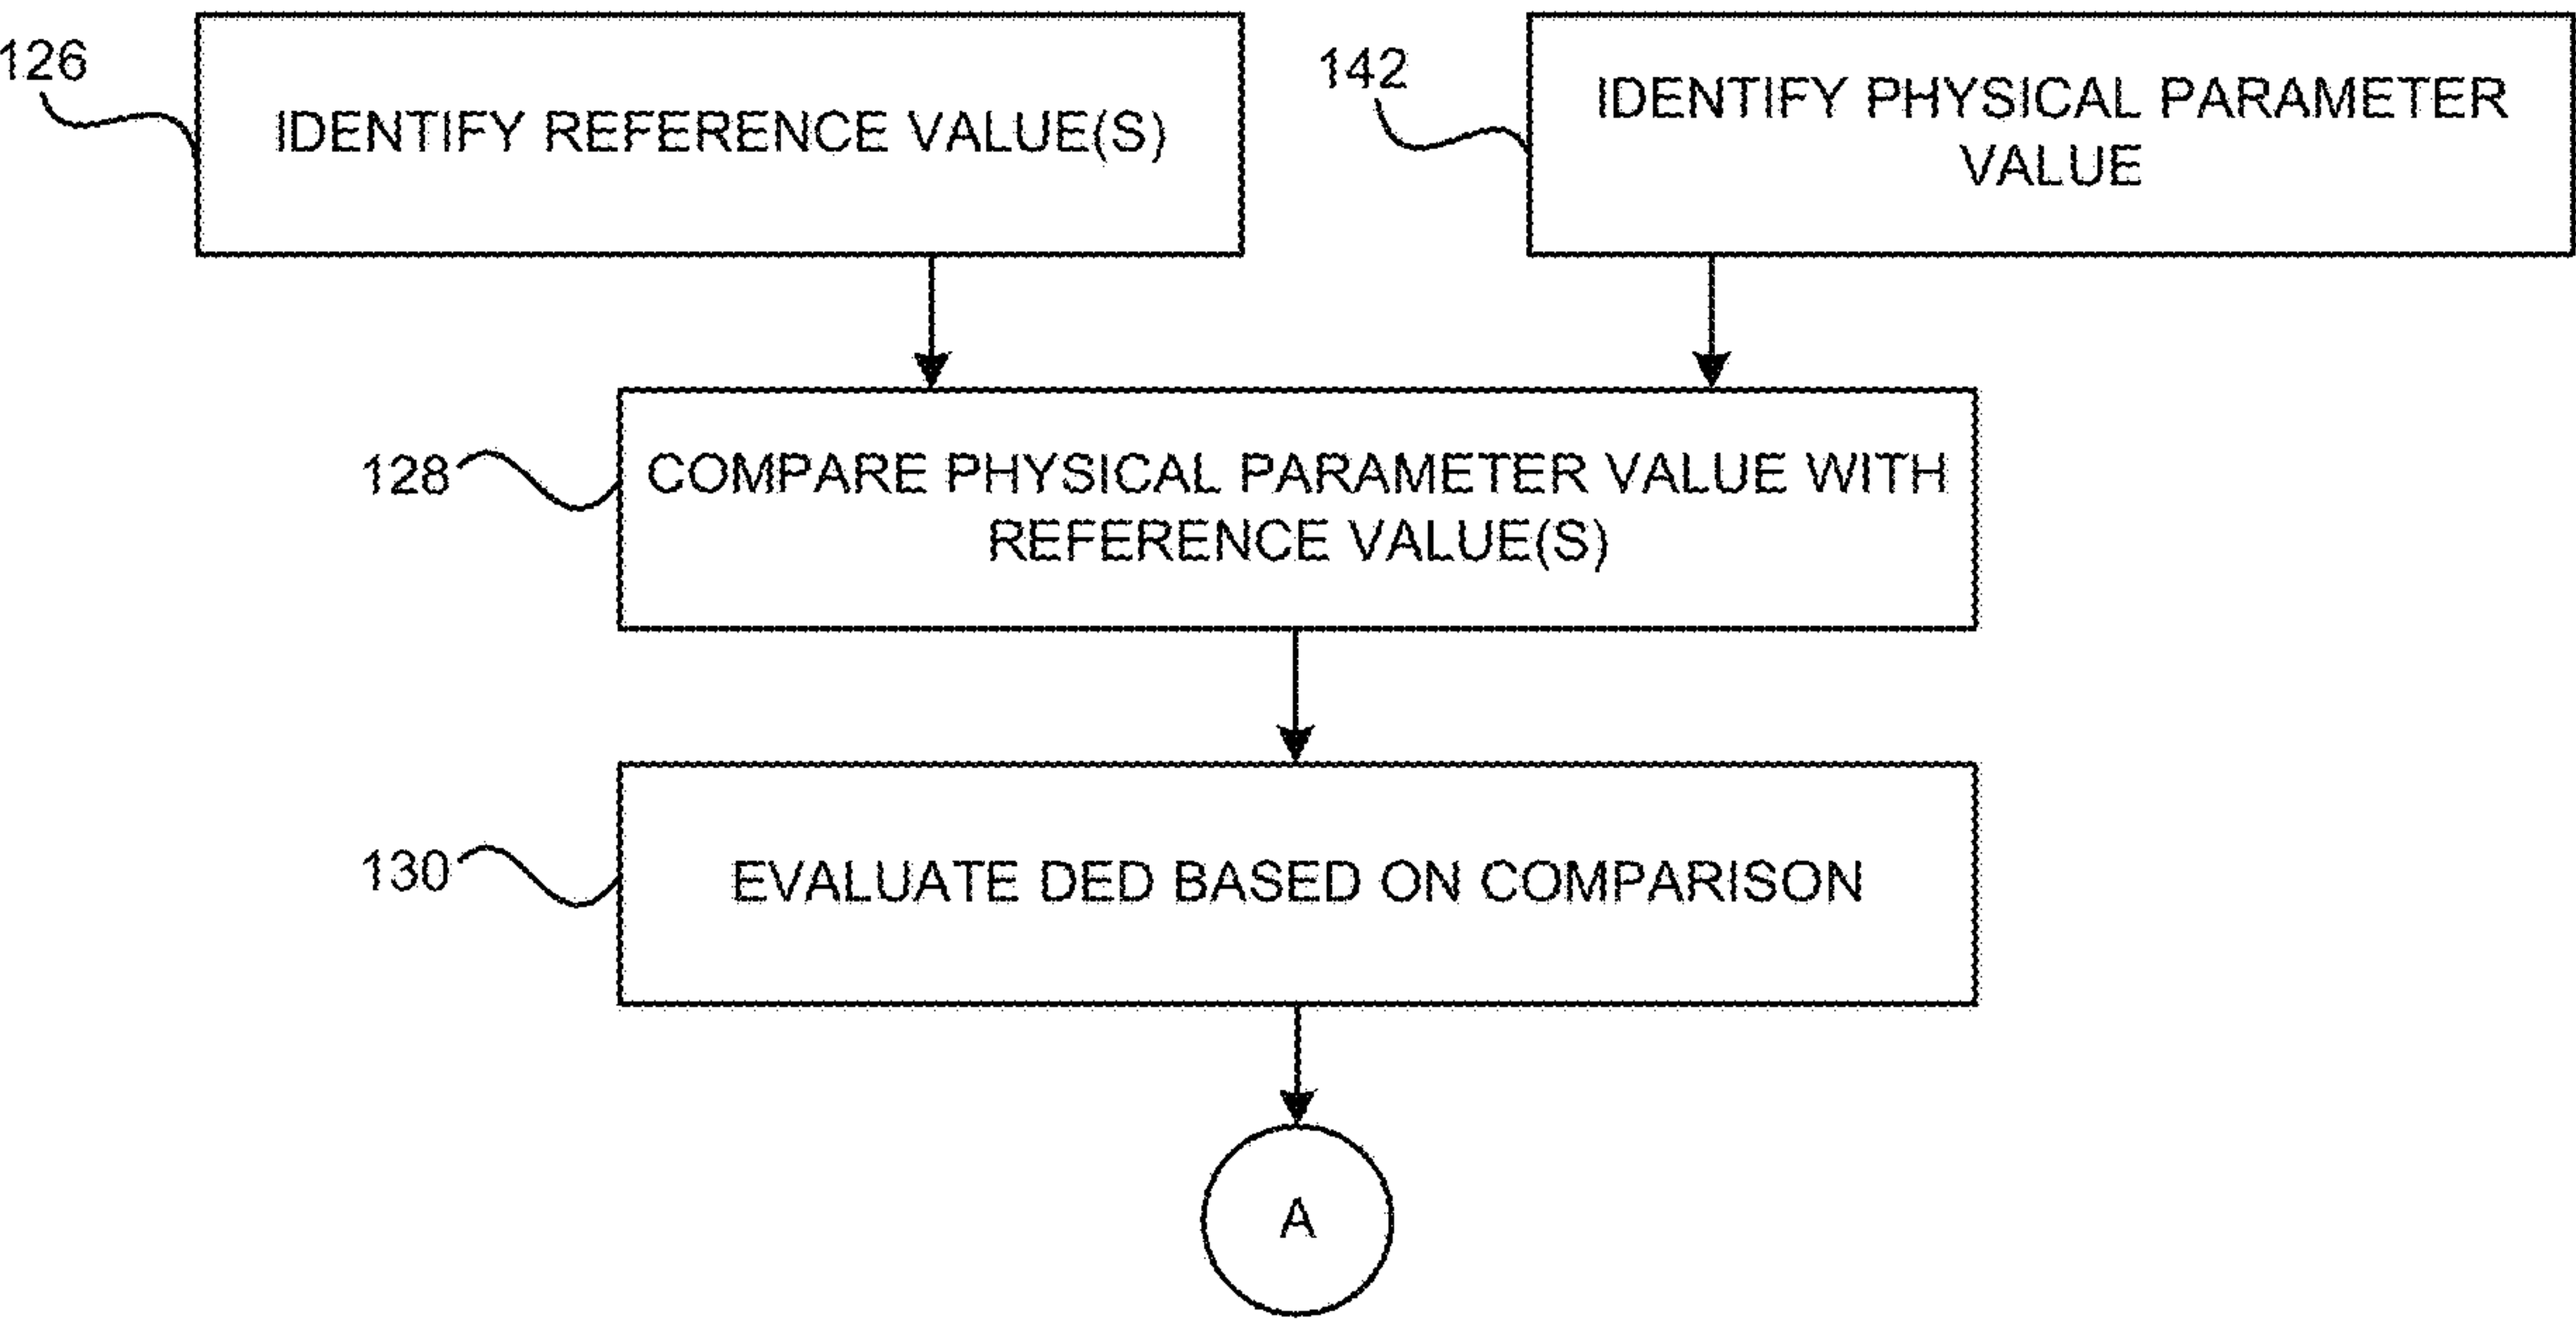 126
IDENTIFY REFERENCE VALUE(S)
142
IDENTIFY PHYSICAL PARAMETER
VALUE
128
COMPARE PHYSICAL PARAMETER VALUE WITH
REFERENCE VALUE(S)
130
EVALUATE DED BASED ON COMPARISON
A